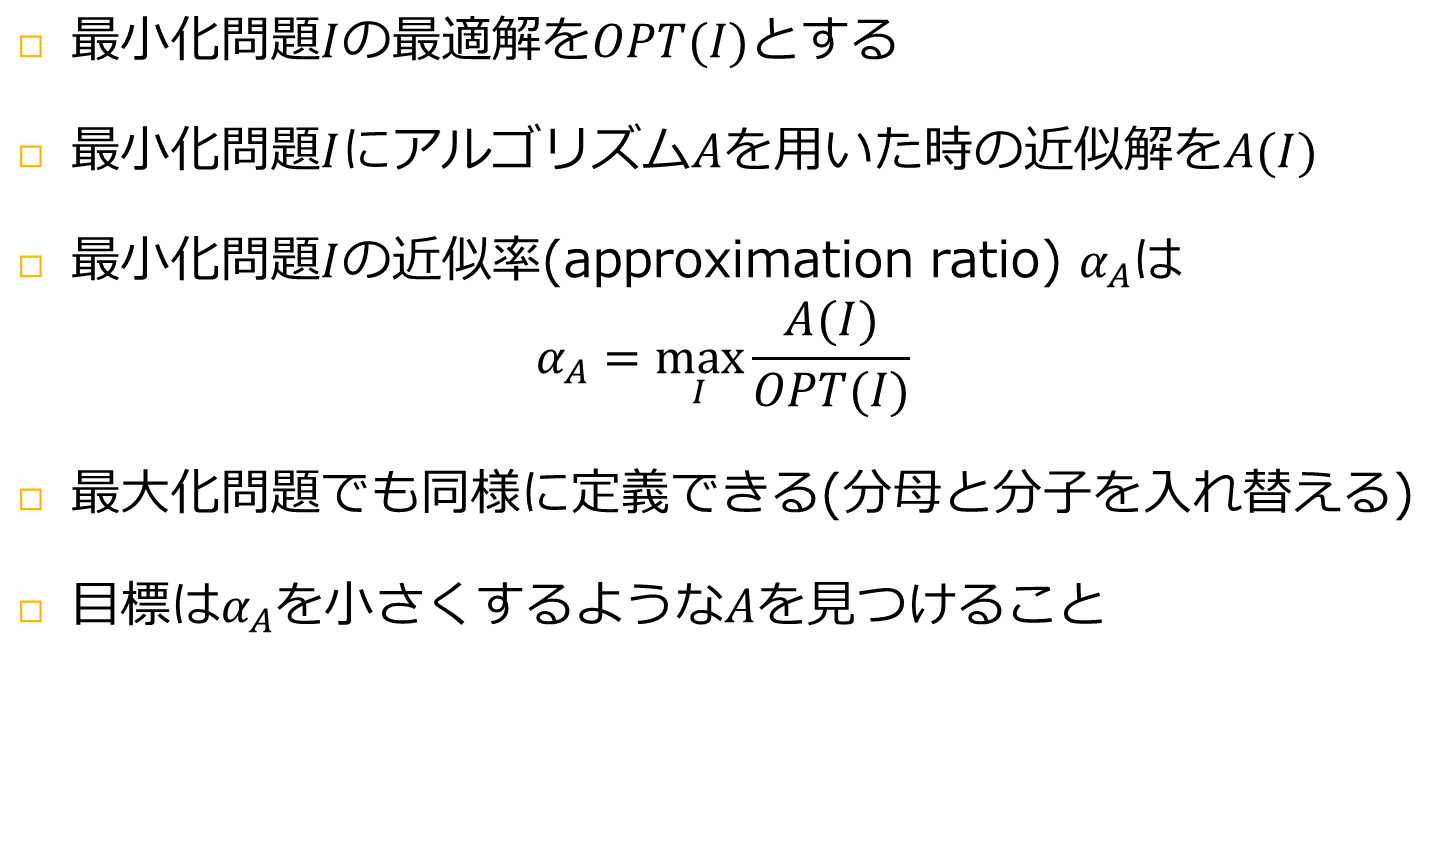 □ 最小化問題𝐼の最適解を𝑂𝑃𝑇(𝐼)とする
□ 最小化問題𝐼にアルゴリズム𝐴を用いた時の近似解を𝐴(𝐼)
□ 最小化問題𝐼の近似率(approximation ratio) 𝛼_𝐴は
𝛼_𝐴 = max_𝐼 𝐴(𝐼)/𝑂𝑃𝑇(𝐼)
□ 最大化問題でも同様に定義できる(分母と分子を入れ替える)
□ 目標は𝛼_𝐴を小さくするような𝐴を見つけること